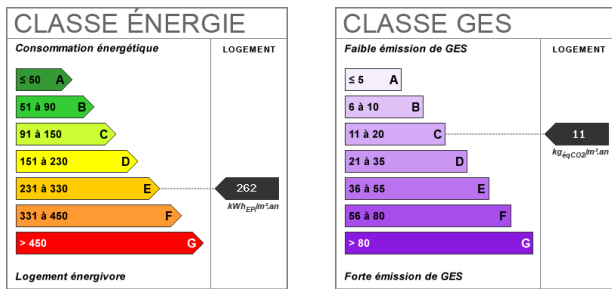 CLASSE ÉNERGIE
Consommation énergétique
LOGEMENT
≤ 50 A
51 à 90 B
91 à 150 C
151 à 230 D
231 à 330 E
262
kWhEP/m².an
331 à 450 F
> 450 G
Logement énergivore
CLASSE GES
Faible émission de GES
LOGEMENT
≤ 5 A
6 à 10 B
11 à 20 C
11
kgéqCO2/m².an
21 à 35 D
36 à 55 E
56 à 80 F
> 80 G
Forte émission de GES